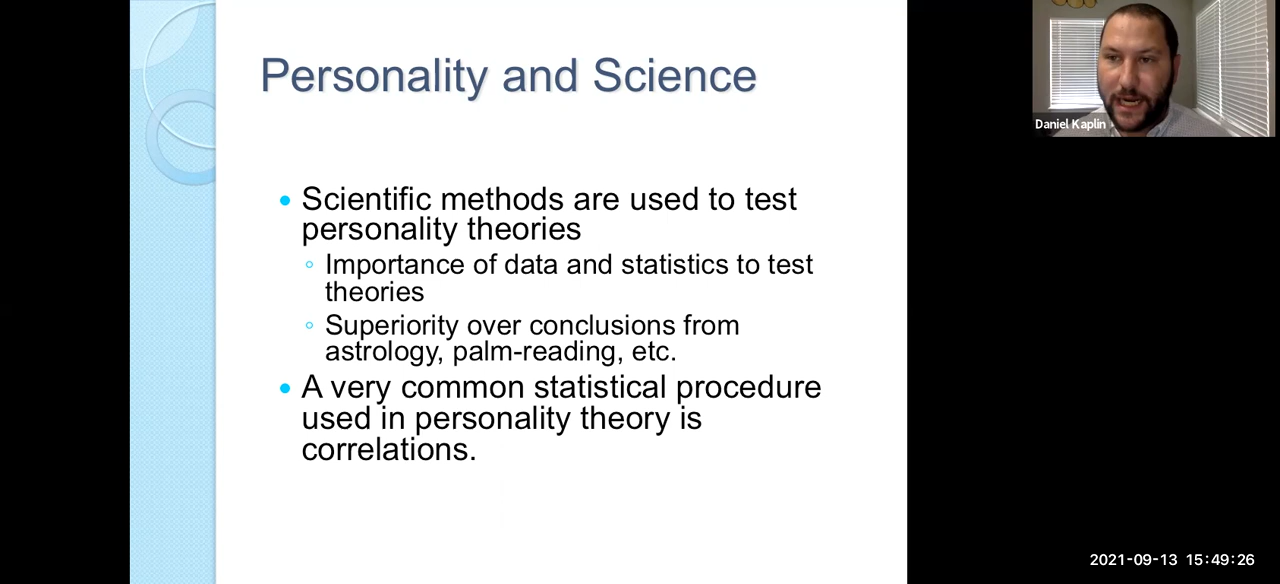 Personality and Science
Daniel Kaplin
Scientific methods are used to test
personality theories
Importance of data and statistics to test
theories
Superiority over conclusions from
astrology, palm-reading, etc.
A very common statistical procedure
used in personality theory is
correlations.
2021-09-13 15:49:26